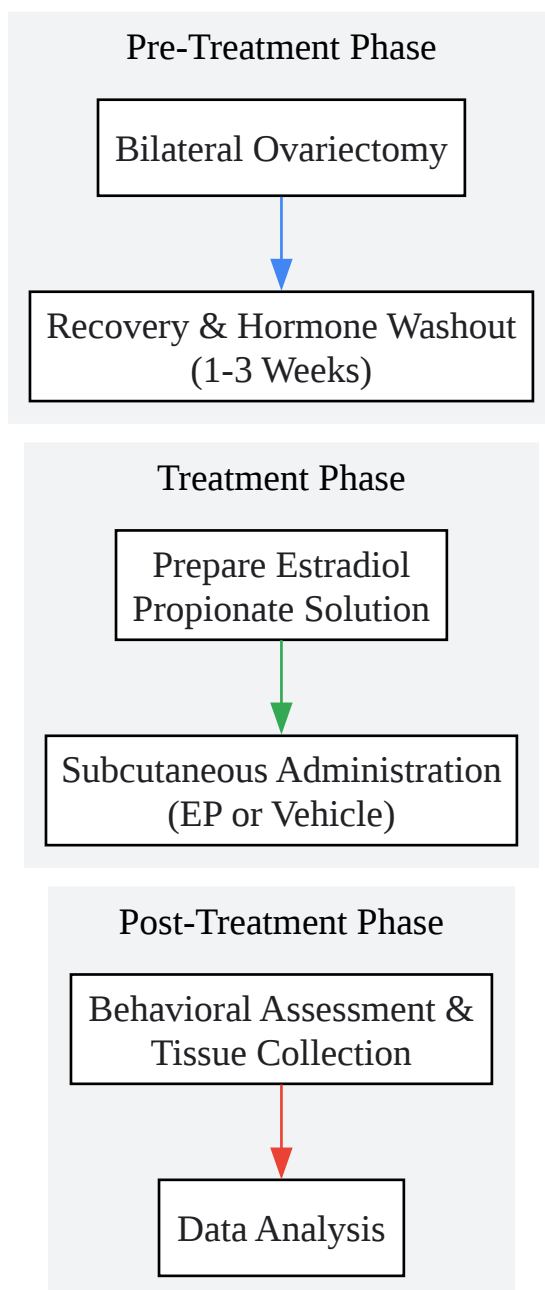 Pre-Treatment Phase
Bilateral Ovariectomy
Recovery & Hormone Washout
(1-3 Weeks)
Treatment Phase
Prepare Estradiol
Propionate Solution
Subcutaneous Administration
(EP or Vehicle)
Post-Treatment Phase
Behavioral Assessment &
Tissue Collection
Data Analysis